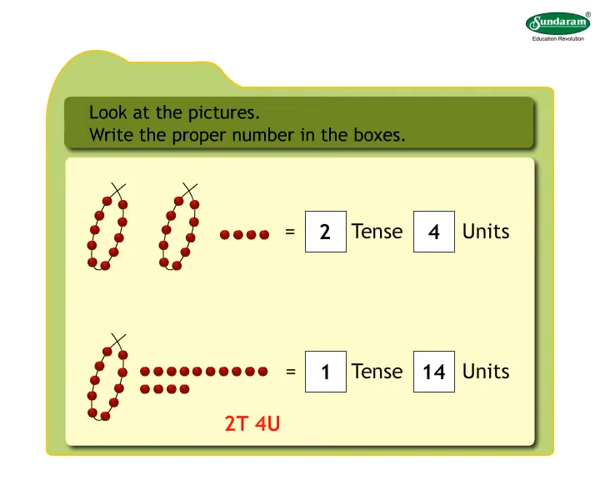 Sundaram®
Education Revolution
Look at the pictures.
Write the proper number in the boxes.
= 2 Tense 4 Units
= 1 Tense 14 Units
2T 4U